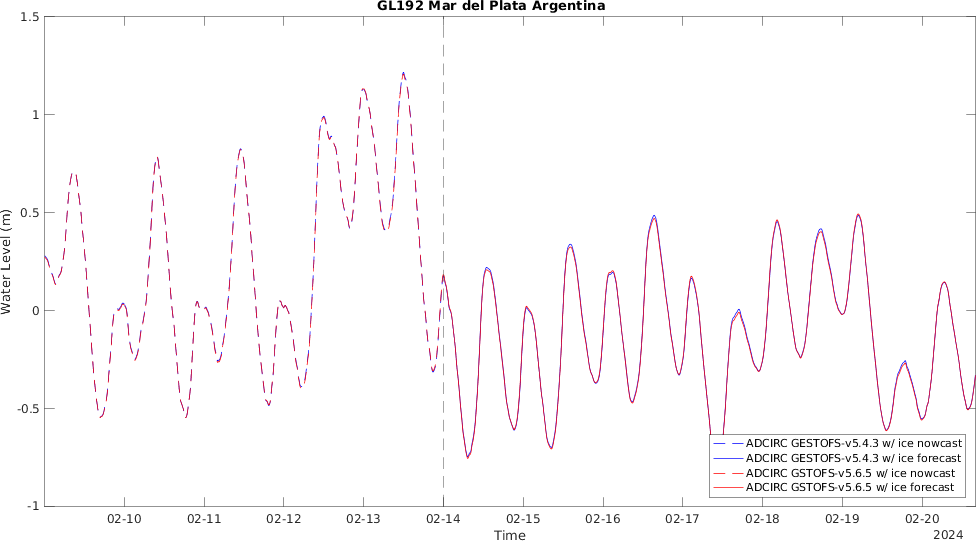 GL192 Mar del Plata Argentina
1.5
1
0.5
0
-0.5
-1
Water Level (m)
ADCIRC GESTOFS-v5.4.3 w/ ice nowcast
ADCIRC GESTOFS-v5.4.3 w/ ice forecast
ADCIRC GSTOFS-v5.6.5 w/ ice nowcast
ADCIRC GSTOFS-v5.6.5 w/ ice forecast
02-10 02-11 02-12 02-13 02-14 02-15 02-16 02-17 02-18 02-19 02-20
Time 2024